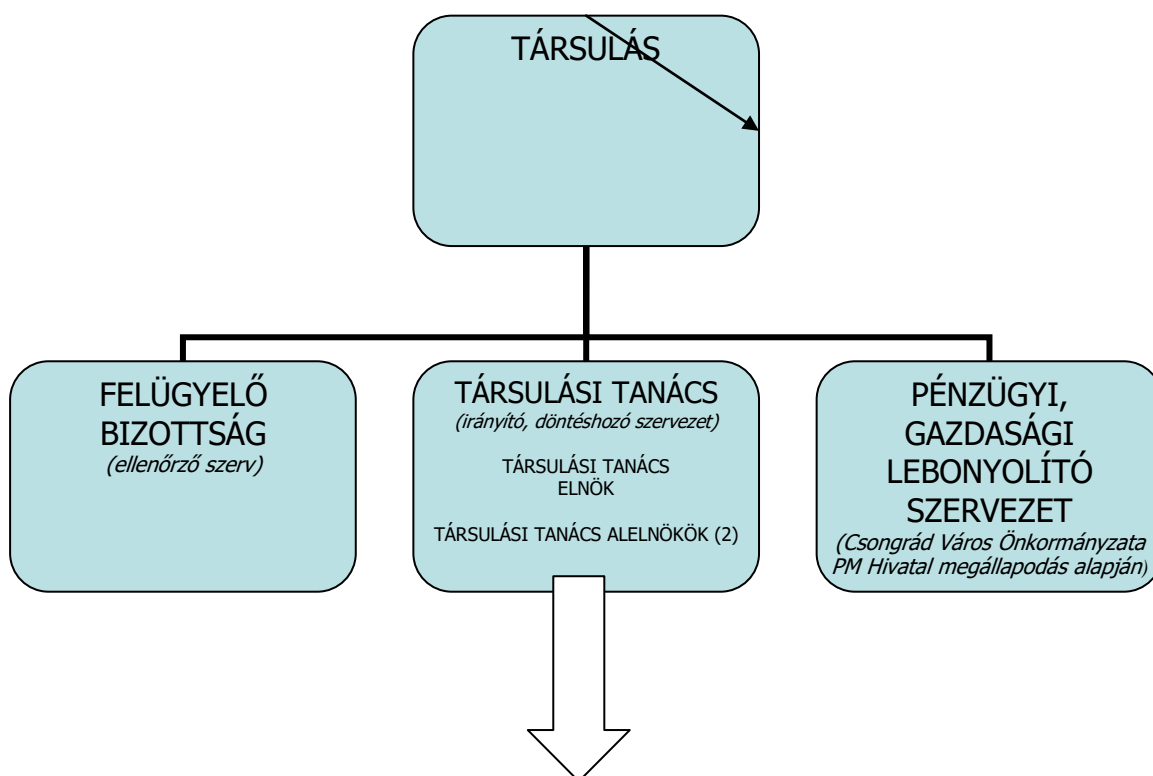 TÁRSULÁS
FELÜGYELŐ
BIZOTTSÁG
(ellenőrző szerv)
TÁRSULÁSI TANÁCS
(irányító, döntéshozó szervezet)
TÁRSULÁSI TANÁCS
ELNÖK
TÁRSULÁSI TANÁCS ALELNÖKÖK (2)
PÉNZÜGYI,
GAZDASÁGI
LEBONYOLÍTÓ
SZERVEZET
(Csongrád Város Önkormányzata
PM Hivatal megállapodás alapján)